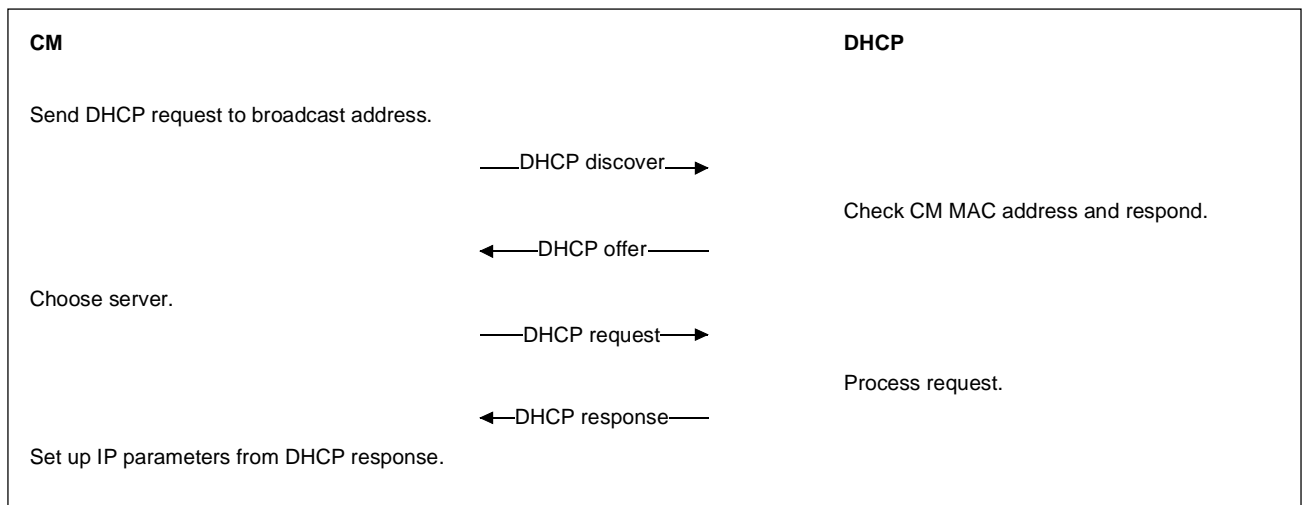 CM DHCP
Send DHCP request to broadcast address.
DHCP discover
Check CM MAC address and respond.
DHCP offer
Choose server.
DHCP request
Process request.
DHCP response
Set up IP parameters from DHCP response.